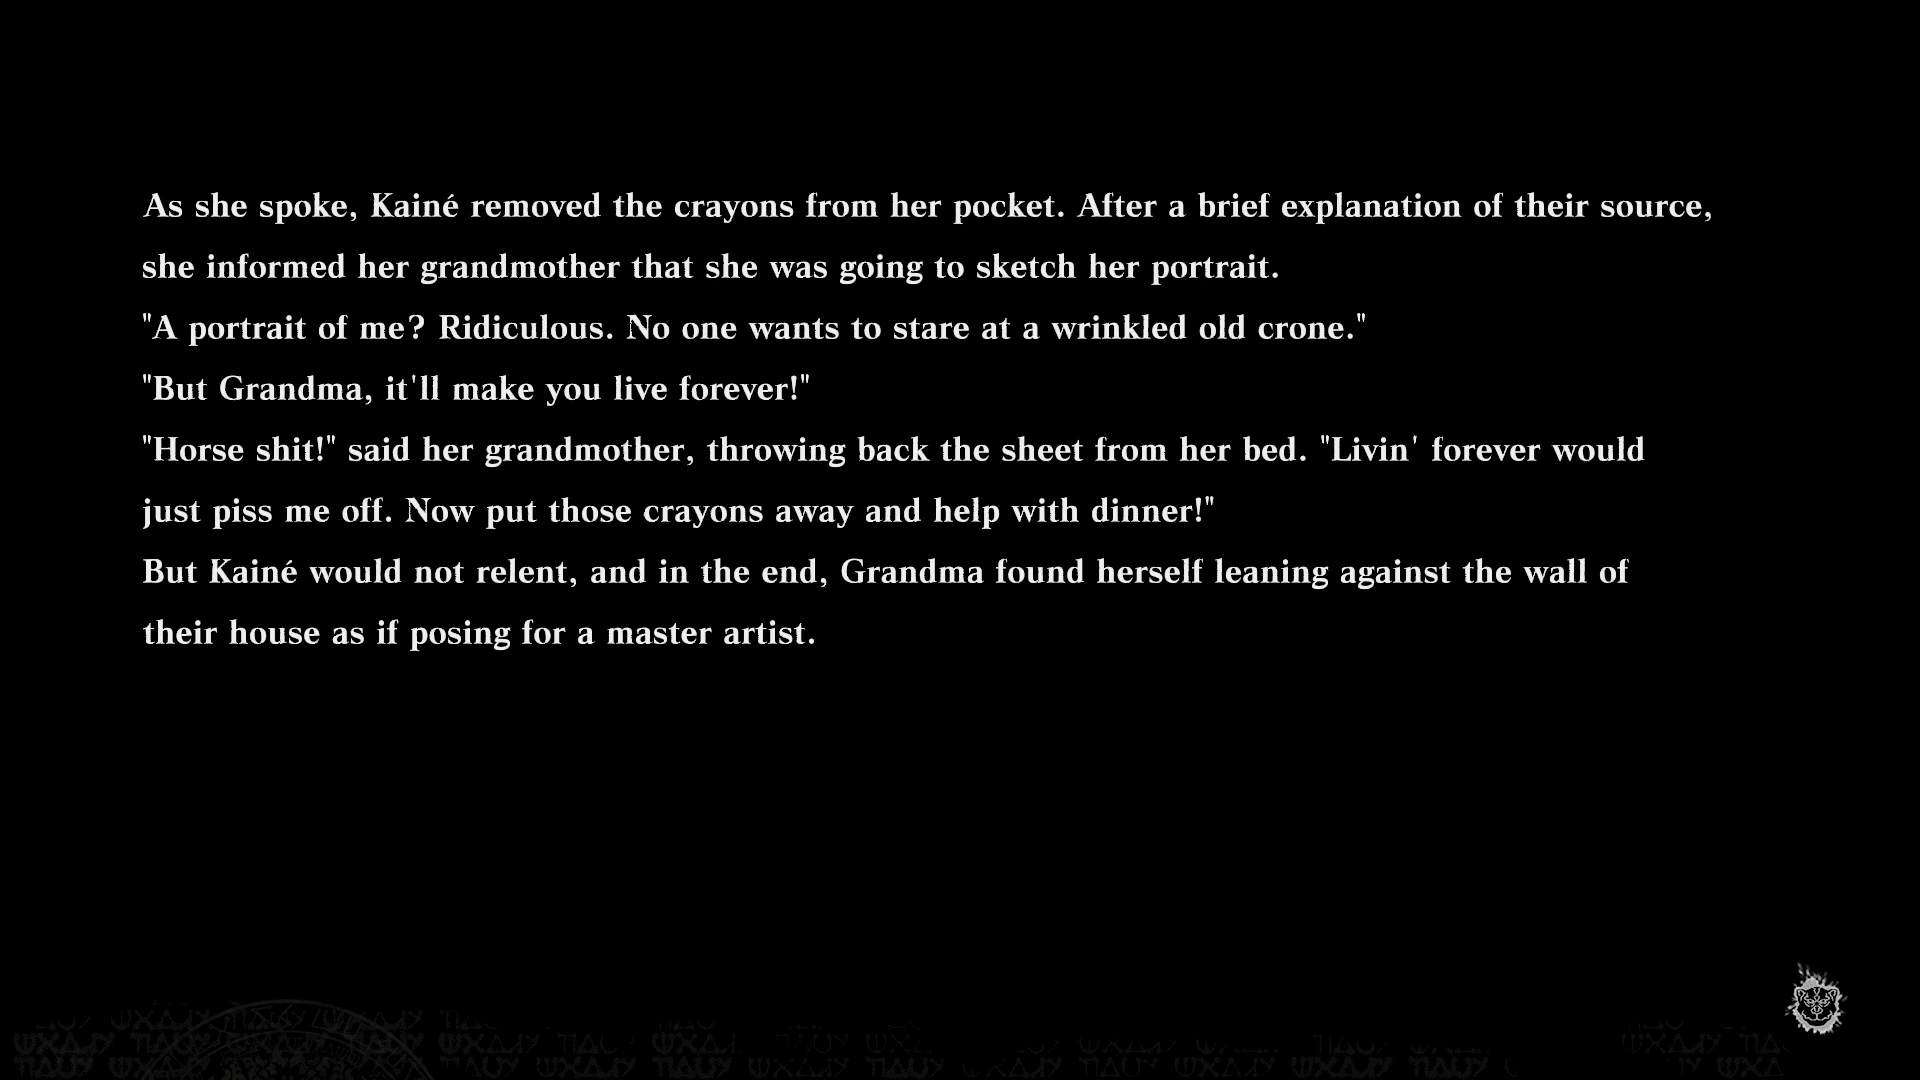 As she spoke, Kainé removed the crayons from her pocket. After a brief explanation of their source,
she informed her grandmother that she was going to sketch her portrait.
"A portrait of me? Ridiculous. No one wants to stare at a wrinkled old crone."
"But Grandma, it'll make you live forever!"
"Horse shit!" said her grandmother, throwing back the sheet from her bed. "Livin' forever would
just piss me off. Now put those crayons away and help with dinner!"
But Kainé would not relent, and in the end, Grandma found herself leaning against the wall of
their house as if posing for a master artist.